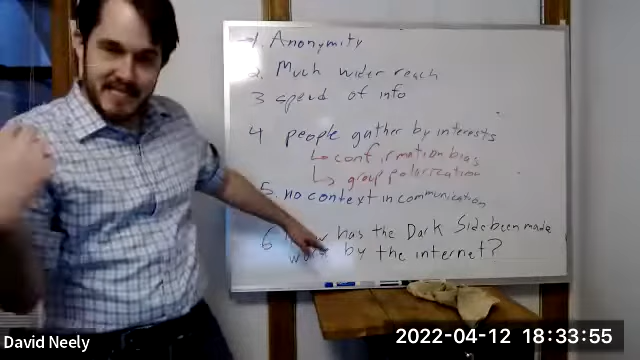 1. Anonymity
2. Much wider reach
3 speed of info
4 people gather by interests
↳ confirmation bias
↳ group polarization
5. no context in communication
6 has the Dark Side been made
by the internet?
David Neely
2022-04-12 18:33:55